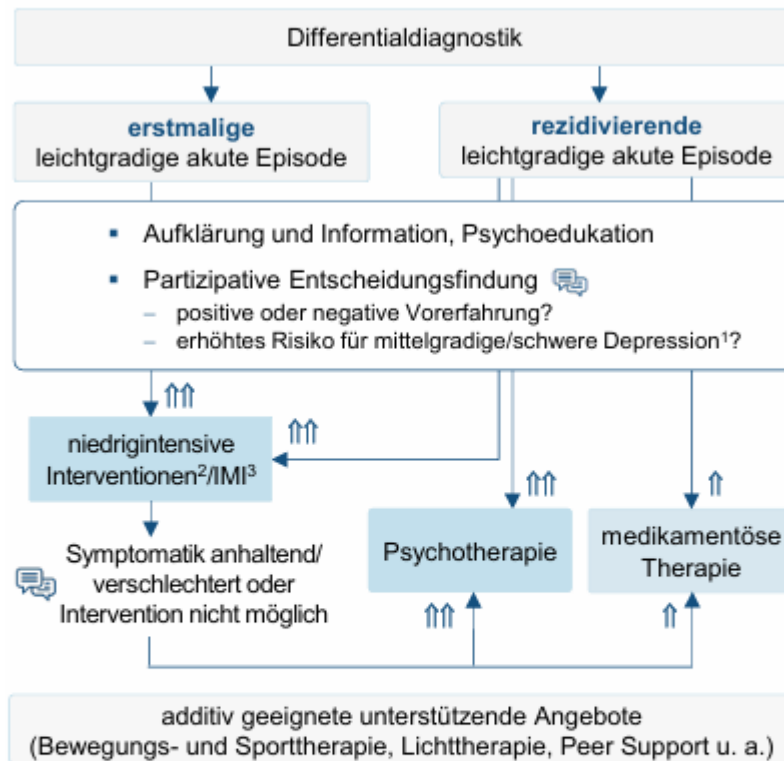 Differentialdiagnostik
erstmalige
leichtgradige akute Episode
rezidivierende
leichtgradige akute Episode
▪ Aufklärung und Information, Psychoedukation
▪ Partizipative Entscheidungsfindung
– positive oder negative Vorerfahrung?
– erhöhtes Risiko für mittelgradige/schwere Depression¹?
⇑⇑
niedrigintensive
Interventionen²/IMI³
⇑⇑
⇑⇑
⇑
Psychotherapie
medikamentöse
Therapie
Symptomatik anhaltend/
verschlechtert oder
Intervention nicht möglich
⇑⇑
⇑
additiv geeignete unterstützende Angebote
(Bewegungs- und Sporttherapie, Lichttherapie, Peer Support u. a.)